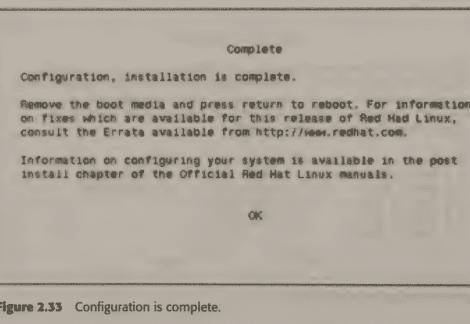 Complete
Configuration, installation is complete.
Remove the boot media and press return to reboot. For information
on fixes which are available for this release of Red Had Linux,
consult the Errata available from http://www.redhat.com.
Information on configuring your system is available in the post
install chapter of the Official Red Hat Linux manuals.
OK
Figure 2.33 Configuration is complete.